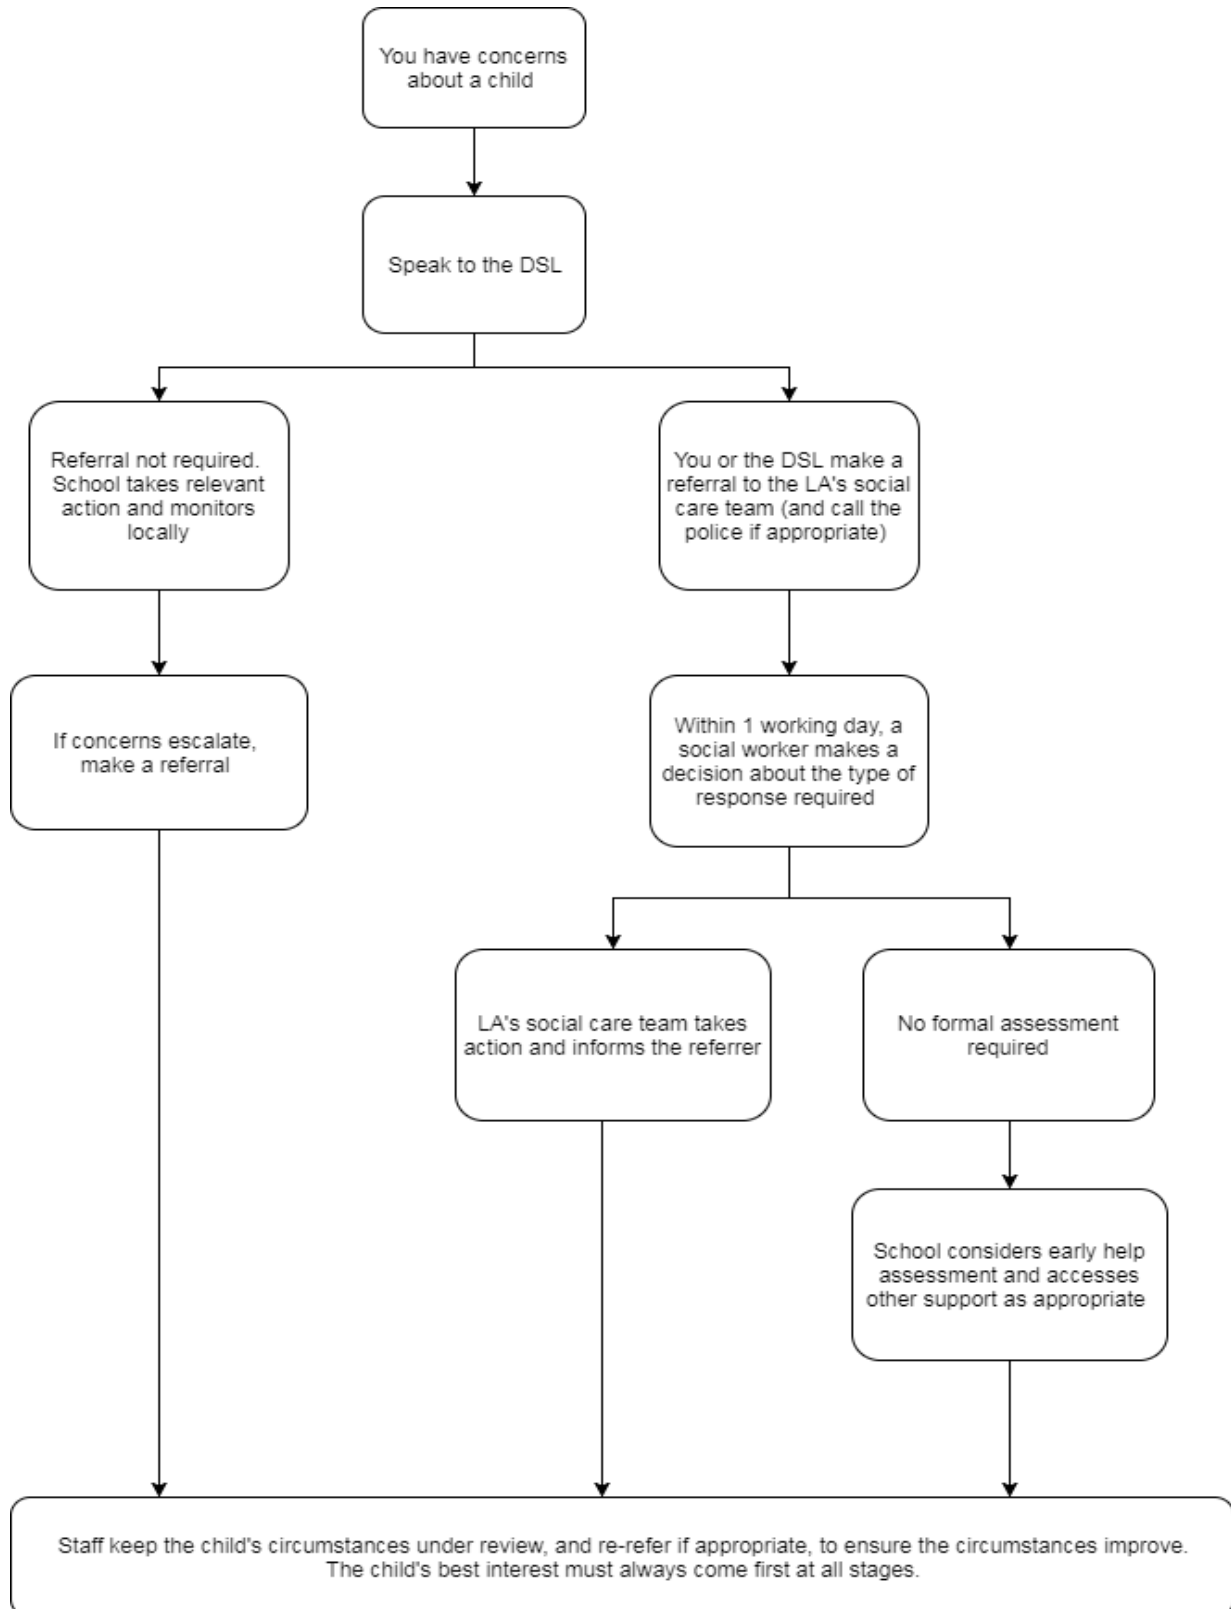 You have concerns
about a child
Speak to the DSL
Referral not required.
School takes relevant
action and monitors
locally
You or the DSL make a
referral to the LA's social
care team (and call the
police if appropriate)
If concerns escalate,
make a referral
Within 1 working day, a
social worker makes a
decision about the type of
response required
LA's social care team takes
action and informs the referrer
No formal assessment
required
School considers early help
assessment and accesses
other support as appropriate
Staff keep the child's circumstances under review, and re-refer if appropriate, to ensure the circumstances improve.
The child's best interest must always come first at all stages.